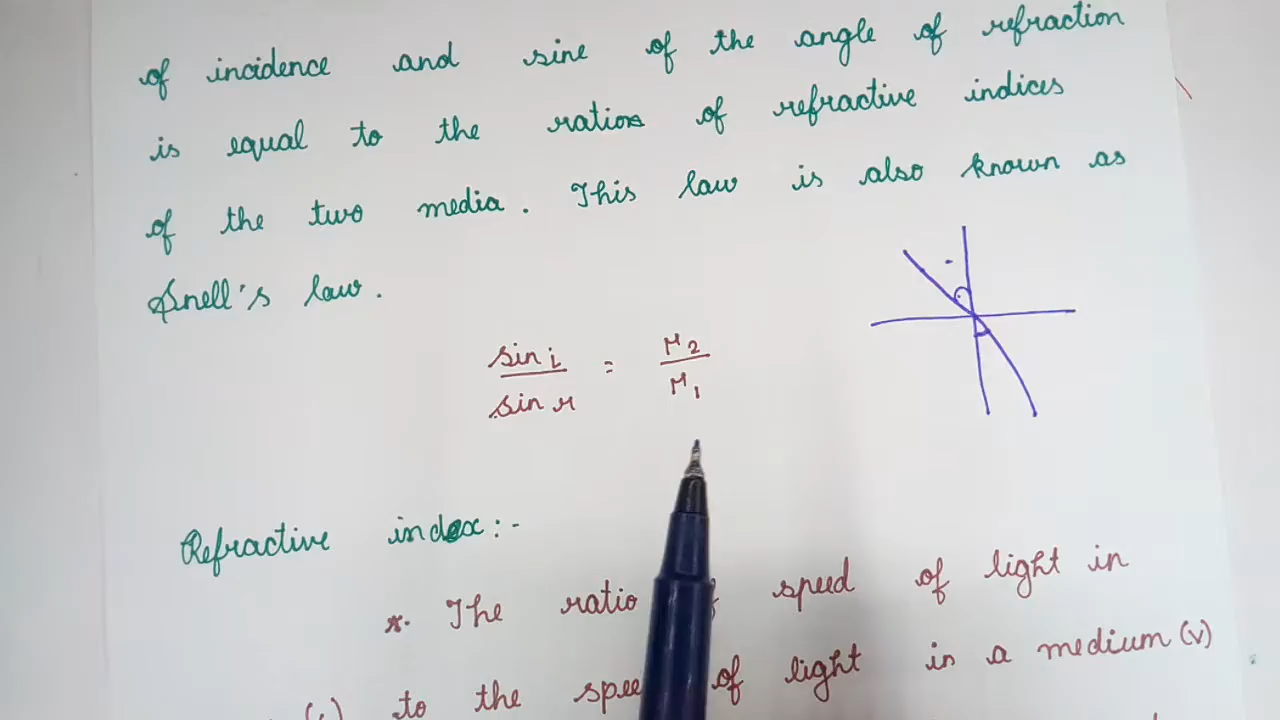 of incidence and sine of the angle of refraction
is equal to the ratios of refractive indices
of the two media. This law is also known as
Snell's law.
sin i / sin r = μ2 / μ1
Refractive index:-
*. The ratio speed of light in
to the of light in a medium (v)